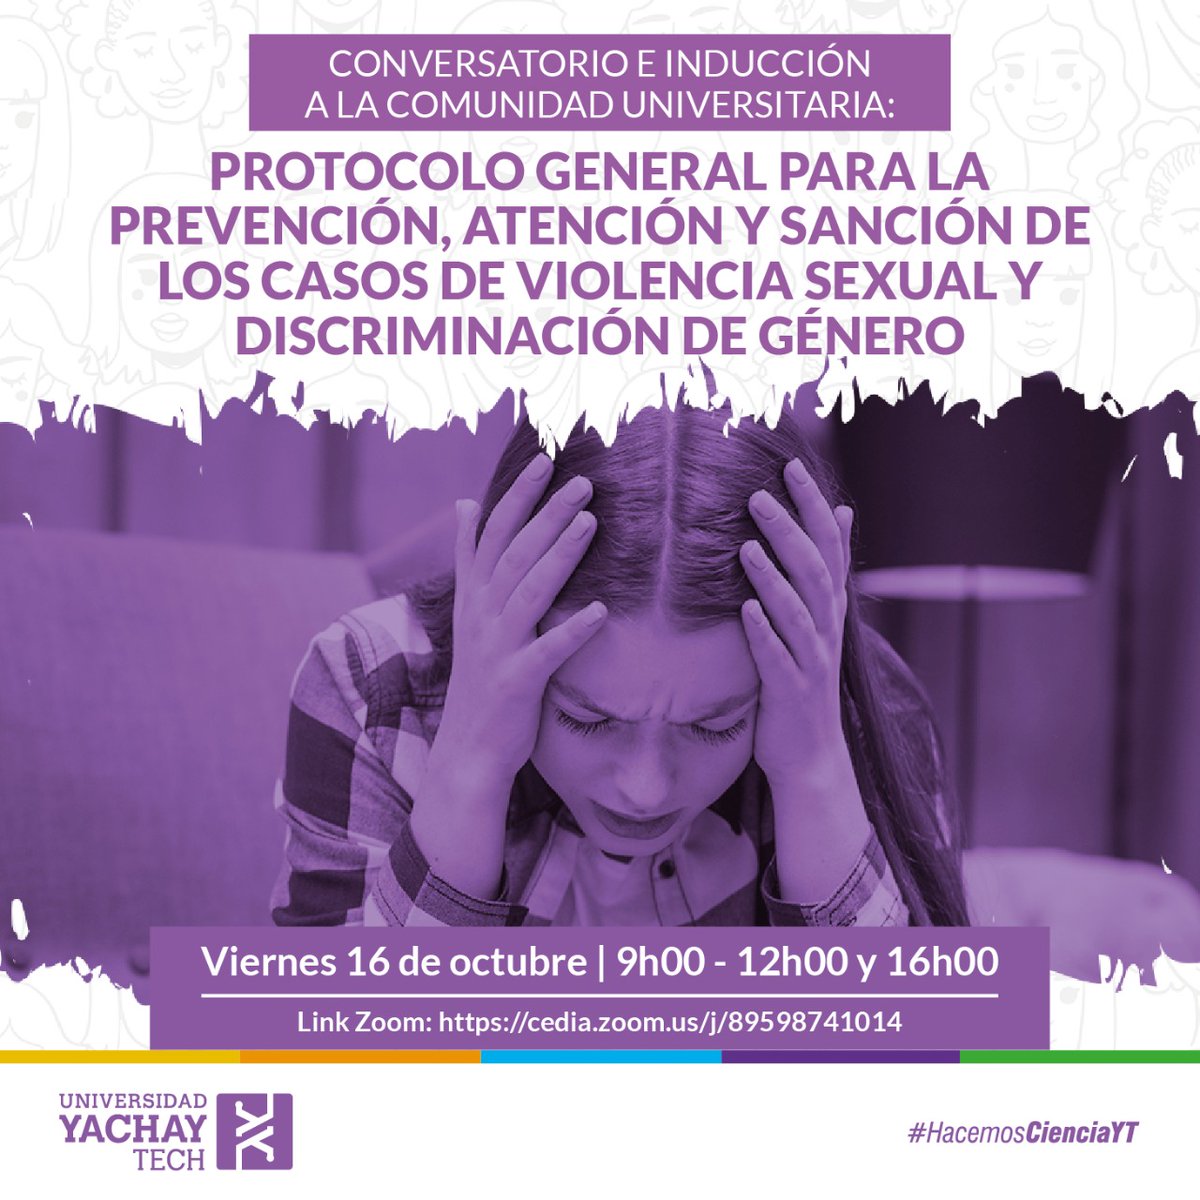 CONVERSATORIO E INDUCCIÓN
A LA COMUNIDAD UNIVERSITARIA:
PROTOCOLO GENERAL PARA LA
PREVENCIÓN, ATENCIÓN Y SANCIÓN DE
LOS CASOS DE VIOLENCIA SEXUAL Y
DISCRIMINACIÓN DE GÉNERO
Viernes 16 de octubre | 9h00 - 12h00 y 16h00
Link Zoom: https://cedia.zoom.us/j/89598741014
UNIVERSIDAD
YACHAY
TECH
#HacemosCienciaYT